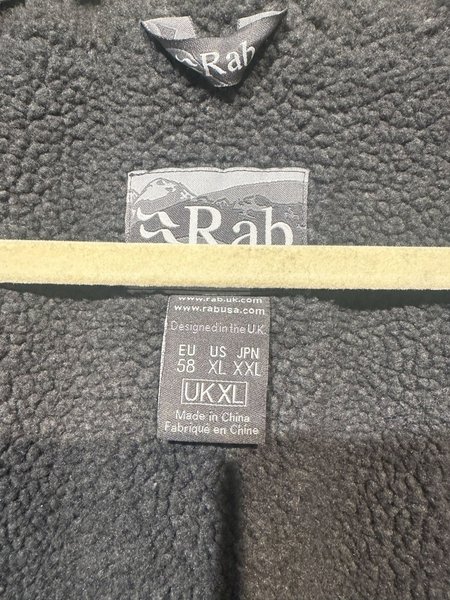 Rab
Rab
www.rab.uk.com
www.rabusa.com
Designed in the U.K.
EU US JPN
58 XL XXL
UK XL
Made in China
Fabriqué en Chine